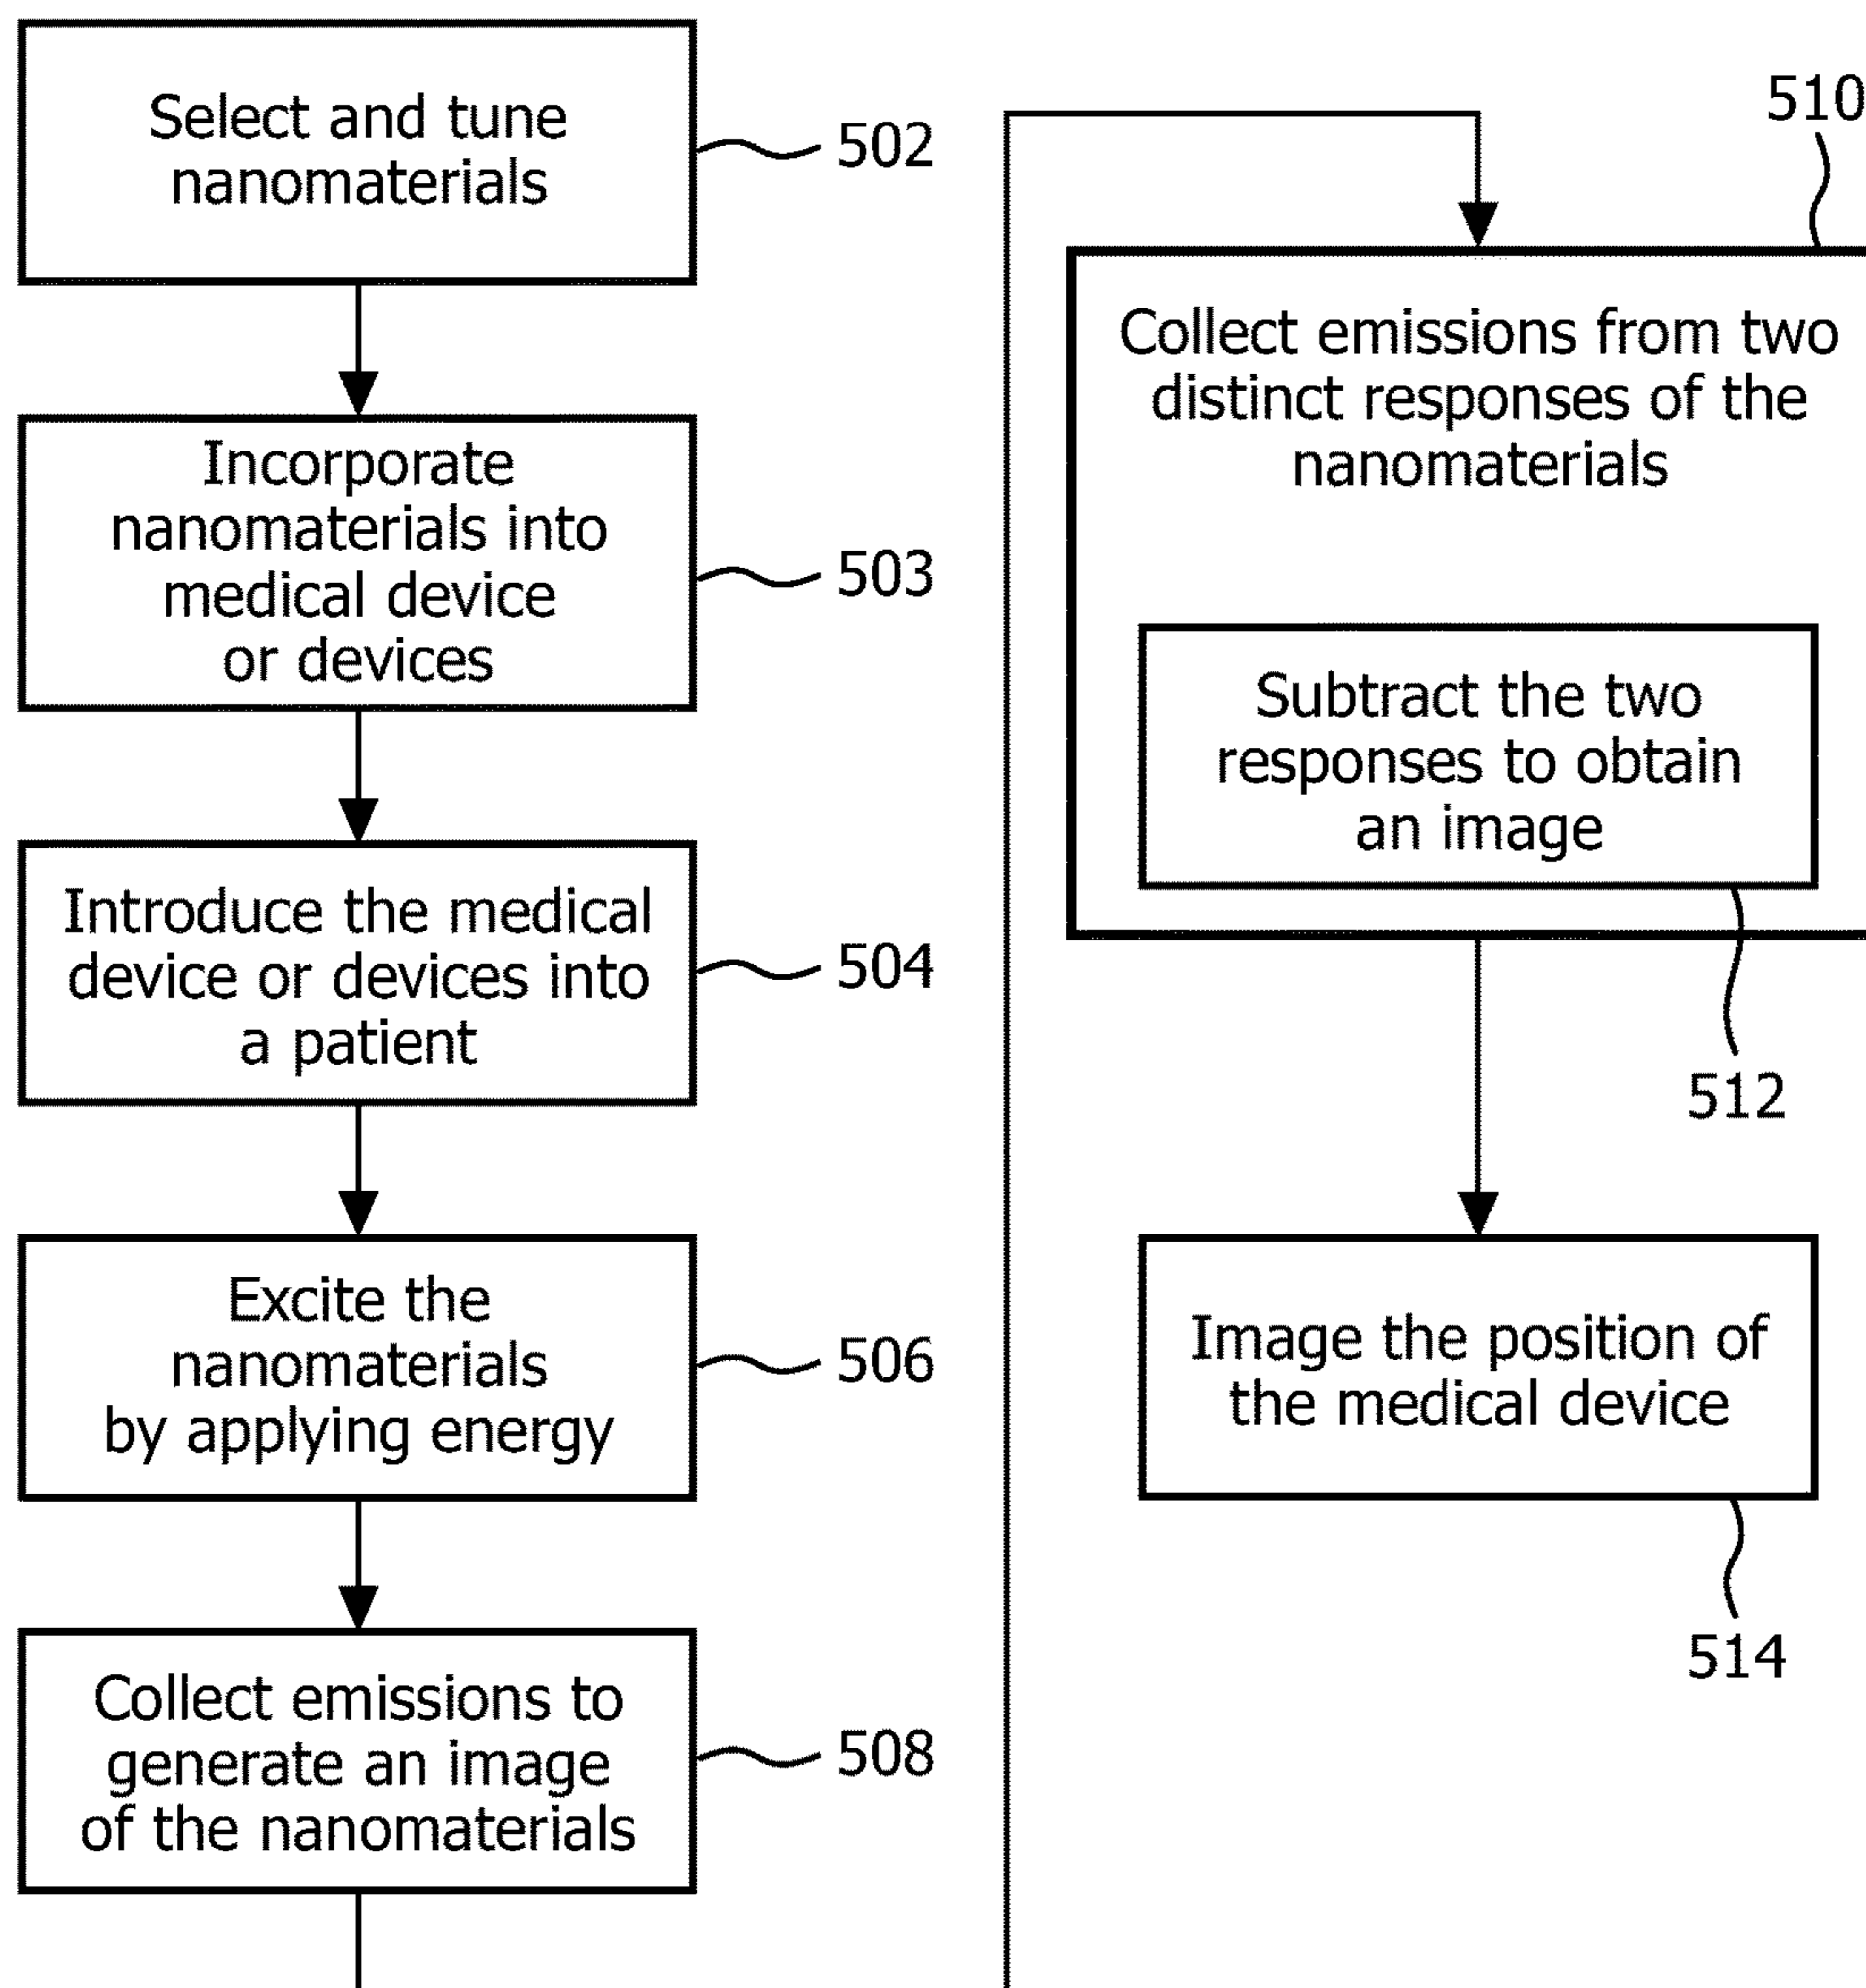 Select and tune
nanomaterials
502
Incorporate
nanomaterials into
medical device
or devices
503
Introduce the medical
device or devices into
a patient
504
Excite the
nanomaterials
by applying energy
506
Collect emissions to
generate an image
of the nanomaterials
508
510
Collect emissions from two
distinct responses of the
nanomaterials
Subtract the two
responses to obtain
an image
512
Image the position of
the medical device
514